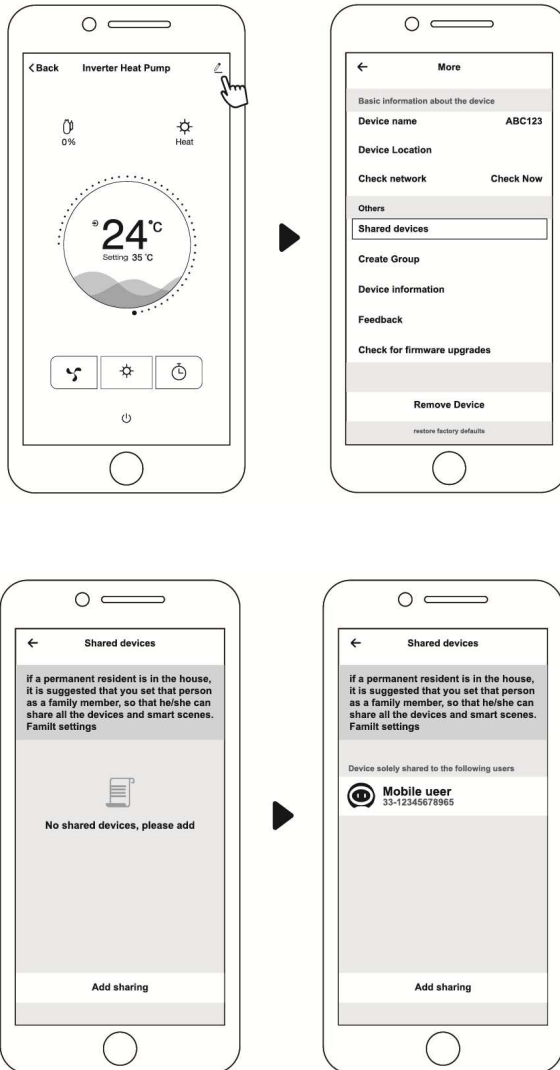 Back Inverter Heat Pump
0% Heat
24°C
Setting 35 °C
More
Basic information about the device
Device name ABC123
Device Location
Check network Check Now
Others
Shared devices
Create Group
Device information
Feedback
Check for firmware upgrades
Remove Device
restore factory defaults
Shared devices
if a permanent resident is in the house,
it is suggested that you set that person
as a family member, so that he/she can
share all the devices and smart scenes.
Familt settings
No shared devices, please add
Add sharing
Shared devices
if a permanent resident is in the house,
it is suggested that you set that person
as a family member, so that he/she can
share all the devices and smart scenes.
Familt settings
Device solely shared to the following users
Mobile ueer
33-12345678965
Add sharing